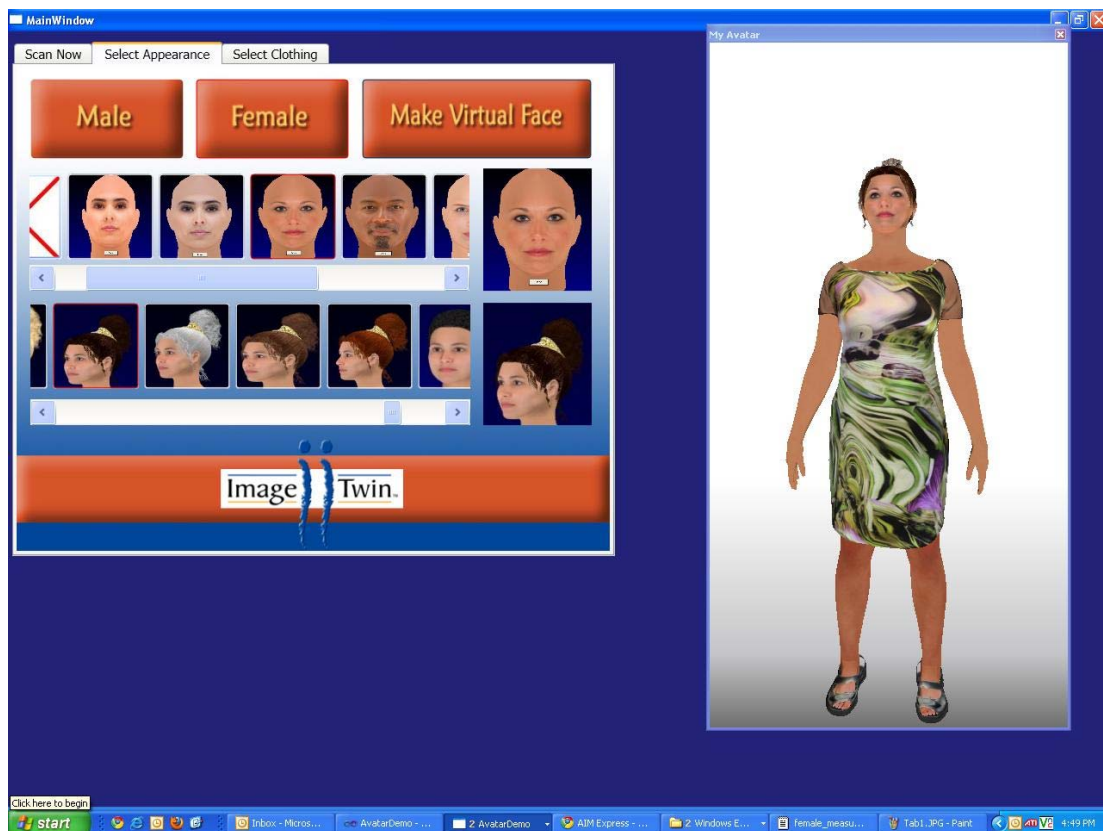 MainWindow
My Avatar
Scan Now
Select Appearance
Select Clothing
Male
Female
Make Virtual Face
Image Twin™
Click here to begin
start
Inbox - Micros...
AvatarDemo - ...
2 AvatarDemo
AIM Express - ...
2 Windows E...
female_measu...
Tab1.JPG - Paint
4:49 PM